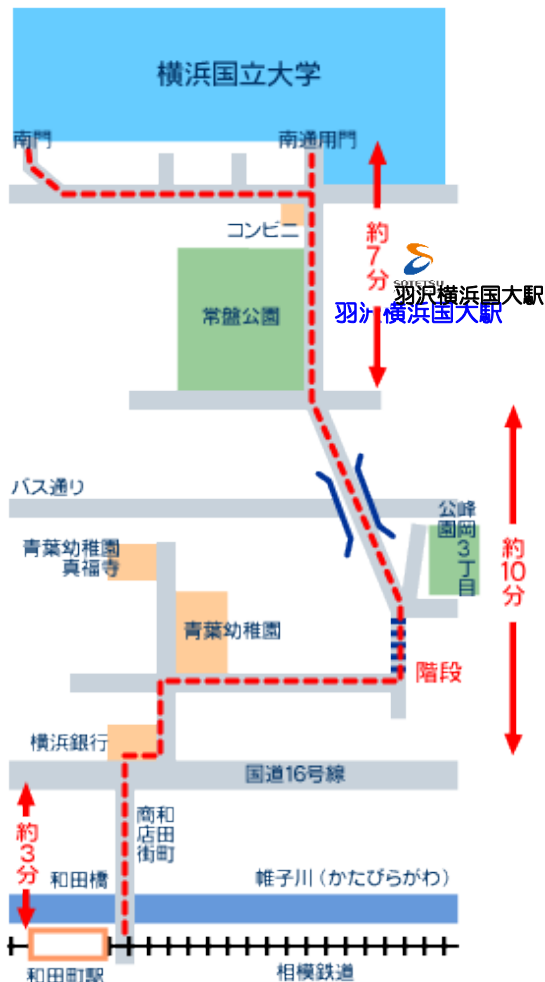 横浜国立大学
南門
南通用門
コンビニ
約7分
SOTETSU
羽沢横浜国大駅
羽沢横浜国大駅
常盤公園
バス通り
峰岡3丁目
公園
約10分
青葉幼稚園
真福寺
青葉幼稚園
階段
横浜銀行
国道16号線
和田町
商店街
約3分
和田橋
帷子川(かたびらがわ)
和田町駅
相模鉄道